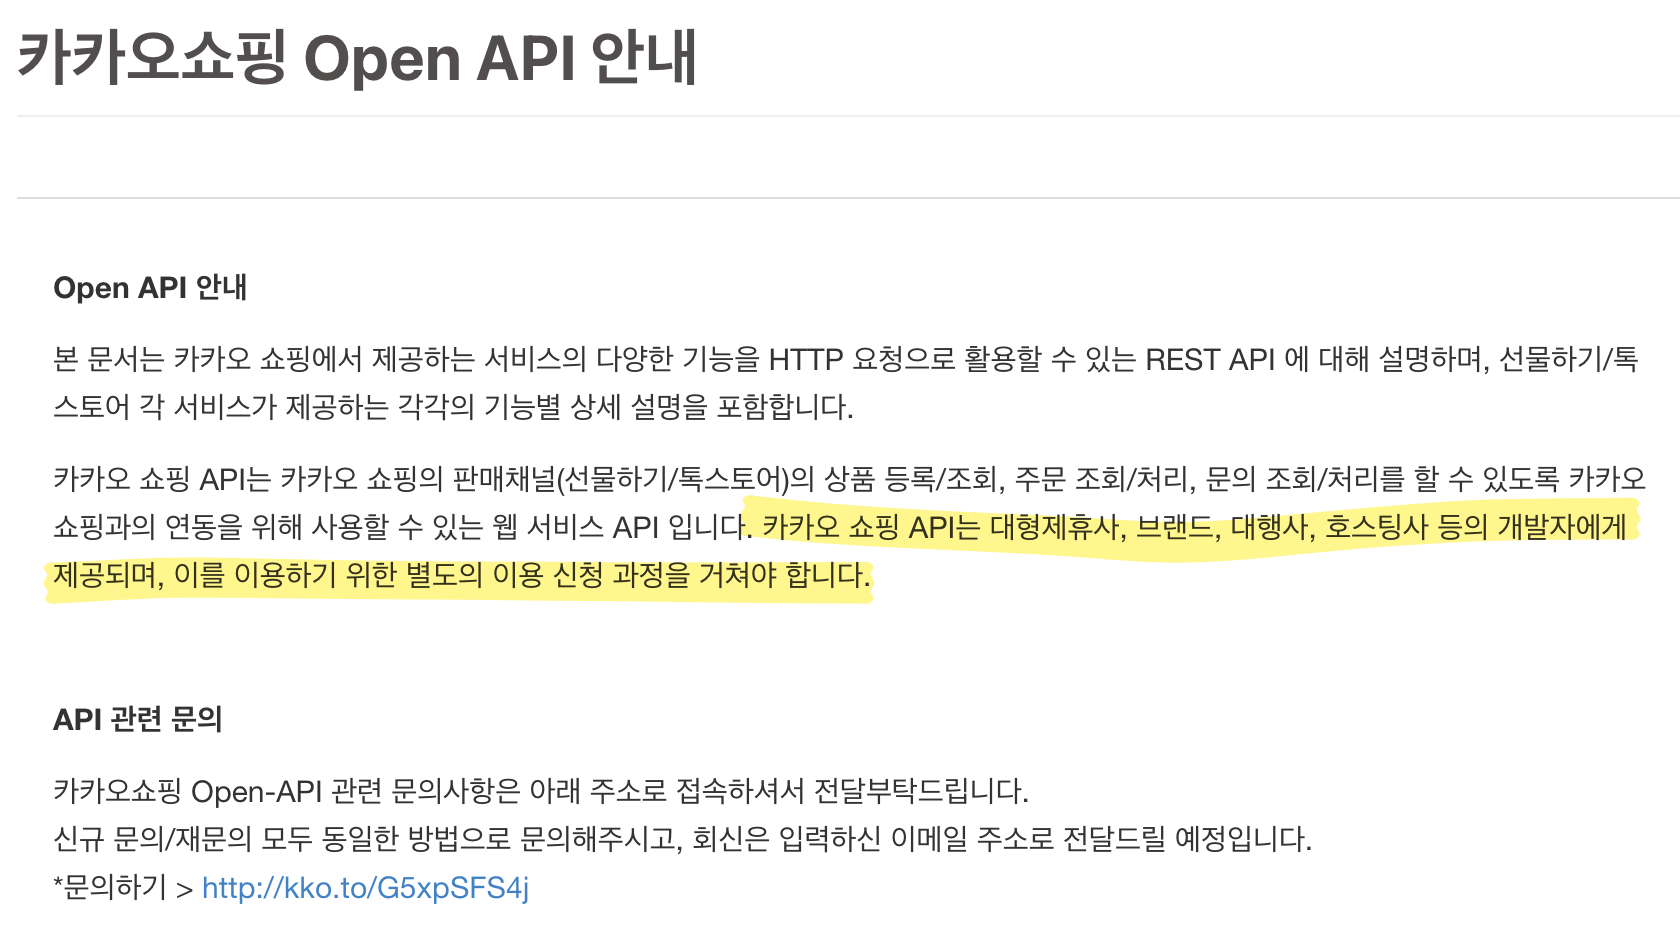 카카오쇼핑 Open API 안내
Open API 안내
본 문서는 카카오 쇼핑에서 제공하는 서비스의 다양한 기능을 HTTP 요청으로 활용할 수 있는 REST API 에 대해 설명하며, 선물하기/톡
스토어 각 서비스가 제공하는 각각의 기능별 상세 설명을 포함합니다.
카카오 쇼핑 API는 카카오 쇼핑의 판매채널(선물하기/톡스토어)의 상품 등록/조회, 주문 조회/처리, 문의 조회/처리를 할 수 있도록 카카오
쇼핑과의 연동을 위해 사용할 수 있는 웹 서비스 API 입니다. 카카오 쇼핑 API는 대형제휴사, 브랜드, 대행사, 호스팅사 등의 개발자에게
제공되며, 이를 이용하기 위한 별도의 이용 신청 과정을 거쳐야 합니다.
API 관련 문의
카카오쇼핑 Open-API 관련 문의사항은 아래 주소로 접속하셔서 전달부탁드립니다.
신규 문의/재문의 모두 동일한 방법으로 문의해주시고, 회신은 입력하신 이메일 주소로 전달드릴 예정입니다.
*문의하기 > http://kko.to/G5xpSFS4j